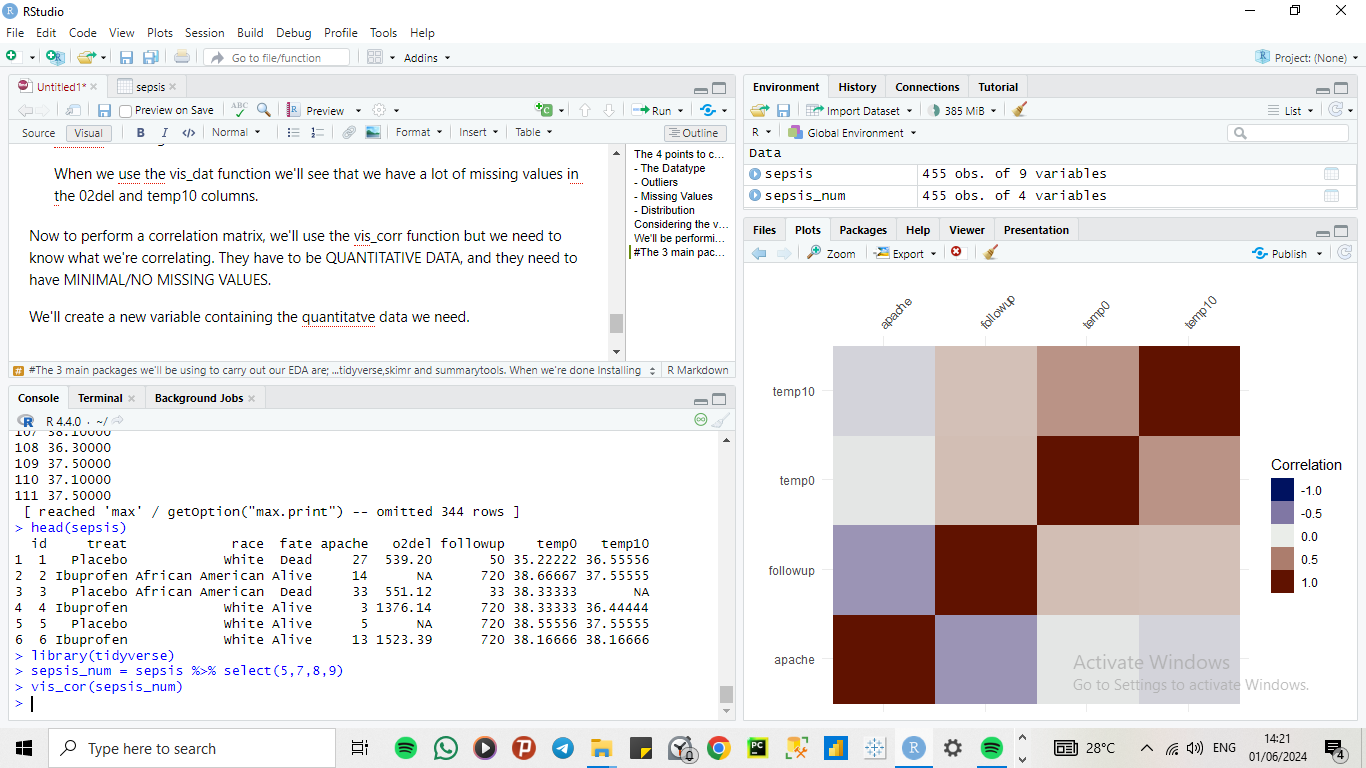 RStudio
File Edit Code View Plots Session Build Debug Profile Tools Help
Go to file/function Addins Project: (None)
Untitled1* sepsis
Preview on Save ABC Preview Run
Source Visual B I </> Normal Format Insert Table Outline
When we use the vis_dat function we'll see that we have a lot of missing values in
the 02del and temp10 columns.
Now to perform a correlation matrix, we'll use the vis_corr function but we need to
know what we're correlating. They have to be QUANTITATIVE DATA, and they need to
have MINIMAL/NO MISSING VALUES.
We'll create a new variable containing the quantitatve data we need.
The 4 points to c...
- The Datatype
- Outliers
- Missing Values
- Distribution
Considering the v...
We'll be performi...
#The 3 main pac...
#The 3 main packages we'll be using to carry out our EDA are; ...tidyverse,skimr and summarytools. When we're done Installing R Markdown
Console Terminal Background Jobs
R 4.4.0 · ~/
107 38.10000
108 36.30000
109 37.50000
110 37.10000
111 37.50000
[ reached 'max' / getOption("max.print") -- omitted 344 rows ]
> head(sepsis)
id treat race fate apache o2del followup temp0 temp10
1 1 Placebo White Dead 27 539.20 50 35.22222 36.55556
2 2 Ibuprofen African American Alive 14 NA 720 38.66667 37.55555
3 3 Placebo African American Dead 33 551.12 33 38.33333 NA
4 4 Ibuprofen White Alive 3 1376.14 720 38.33333 36.44444
5 5 Placebo White Alive 5 NA 720 38.55556 37.55555
6 6 Ibuprofen White Alive 13 1523.39 720 38.16666 38.16666
> library(tidyverse)
> sepsis_num = sepsis %>% select(5,7,8,9)
> vis_cor(sepsis_num)
>
Environment History Connections Tutorial
Import Dataset 385 MiB List
R Global Environment
Data
sepsis 455 obs. of 9 variables
sepsis_num 455 obs. of 4 variables
Files Plots Packages Help Viewer Presentation
Zoom Export Publish
apache followup temp0 temp10
temp10
temp0
followup
apache
Correlation
-1.0
-0.5
0.0
0.5
1.0
Activate Windows
Go to Settings to activate Windows.
Type here to search
28°C ENG 14:21
01/06/2024
4